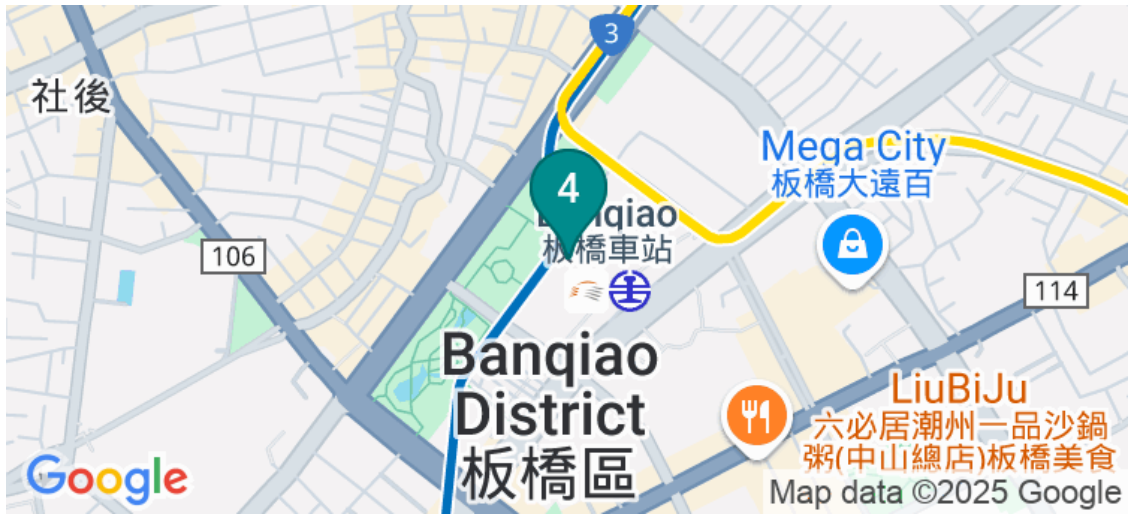 3
社後
Mega City
板橋大遠百
4
板橋車站
106
114
Banqiao
District
板橋區
LiuBiJu
六必居潮州一品沙鍋
粥(中山總店)板橋美食
Google
Map data ©2025 Google